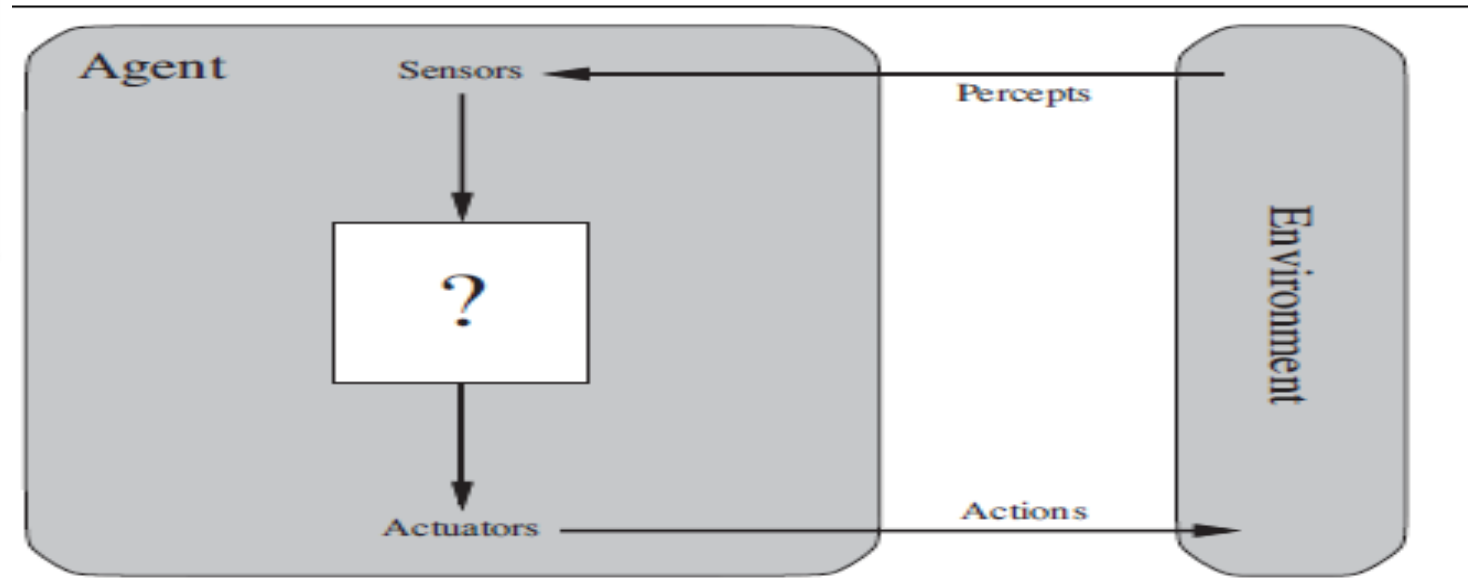 Agent
Sensors
Percepts
?
Environment
Actuators
Actions